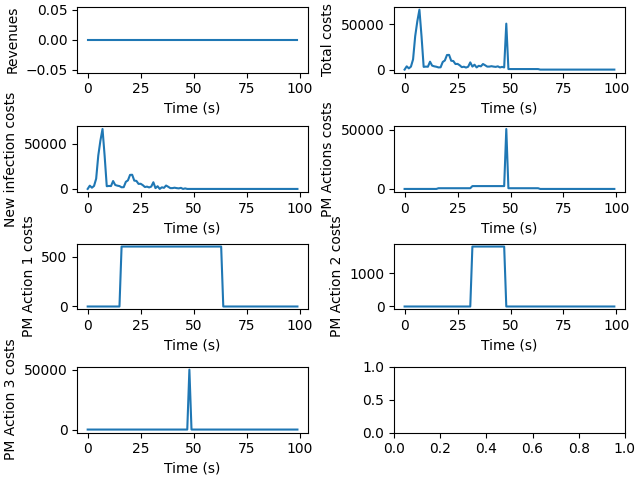 Revenues
0.05
0.00
−0.05
0 25 50 75 100
Time (s)
Total costs
50000
0
0 25 50 75 100
Time (s)
New infection costs
50000
0
0 25 50 75 100
Time (s)
PM Actions costs
50000
0
0 25 50 75 100
Time (s)
PM Action 1 costs
500
0
0 25 50 75 100
Time (s)
PM Action 2 costs
1000
0
0 25 50 75 100
Time (s)
PM Action 3 costs
50000
0
0 25 50 75 100
Time (s)
1.0
0.5
0.0
0.0 0.2 0.4 0.6 0.8 1.0